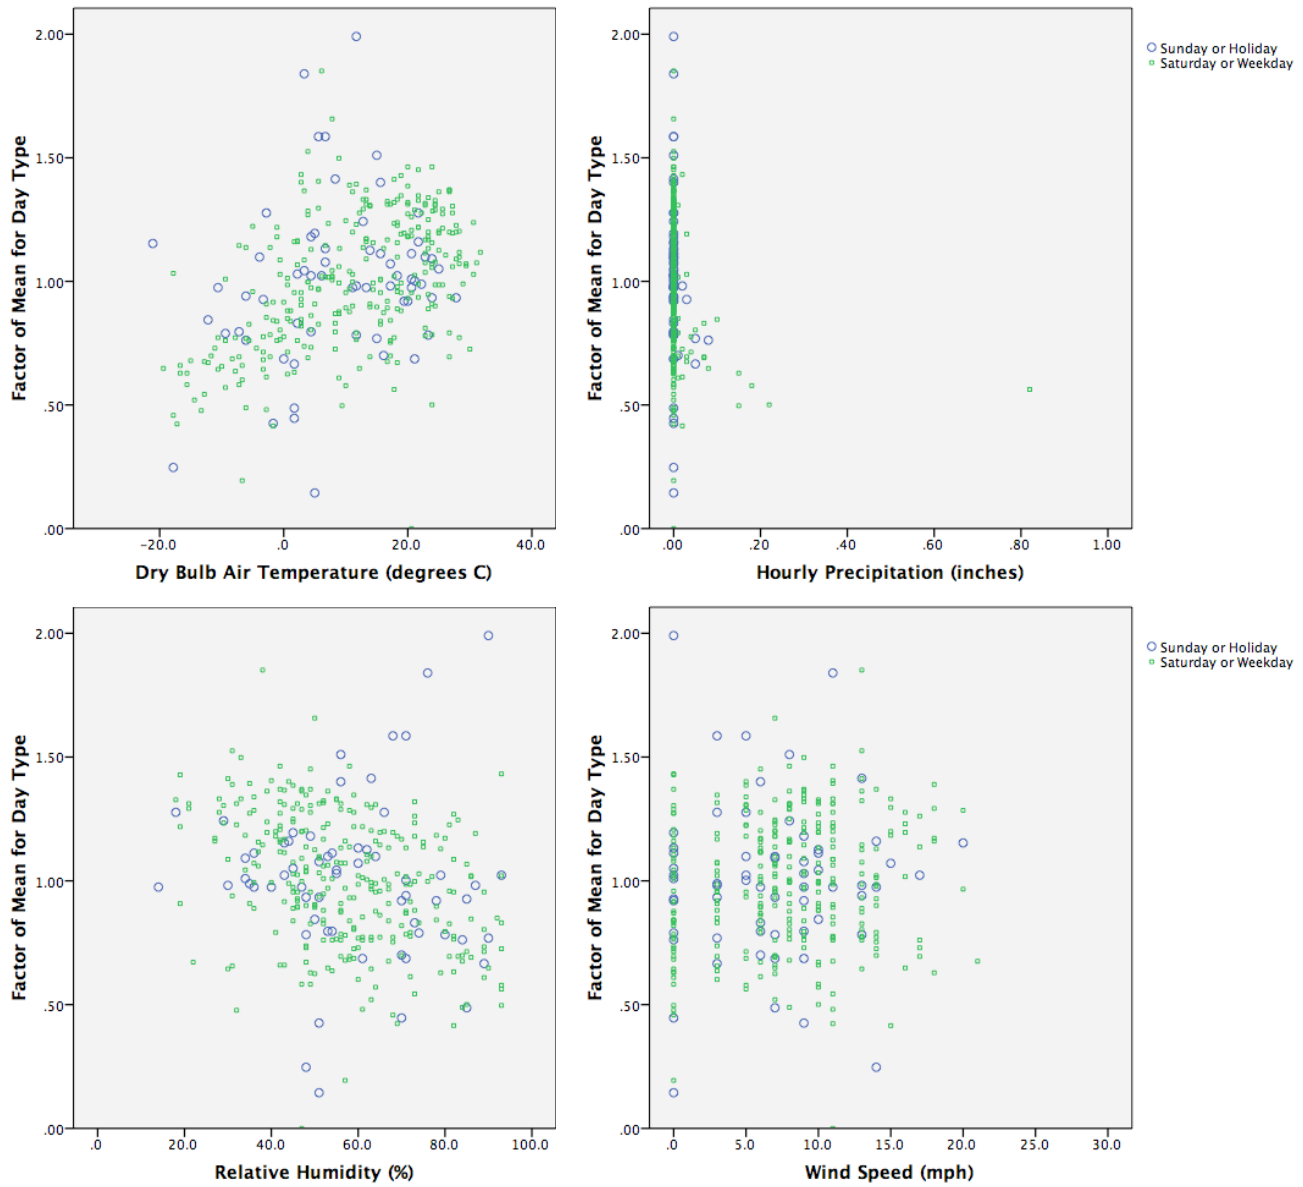 2.00
1.50
1.00
.50
.00
Factor of Mean for Day Type
-20.0 .0 20.0 40.0
Dry Bulb Air Temperature (degrees C)
2.00
1.50
1.00
.50
.00
Factor of Mean for Day Type
.00 .20 .40 .60 .80 1.00
Hourly Precipitation (inches)
Sunday or Holiday
Saturday or Weekday
2.00
1.50
1.00
.50
.00
Factor of Mean for Day Type
.0 20.0 40.0 60.0 80.0 100.0
Relative Humidity (%)
2.00
1.50
1.00
.50
.00
Factor of Mean for Day Type
.0 5.0 10.0 15.0 20.0 25.0 30.0
Wind Speed (mph)
Sunday or Holiday
Saturday or Weekday